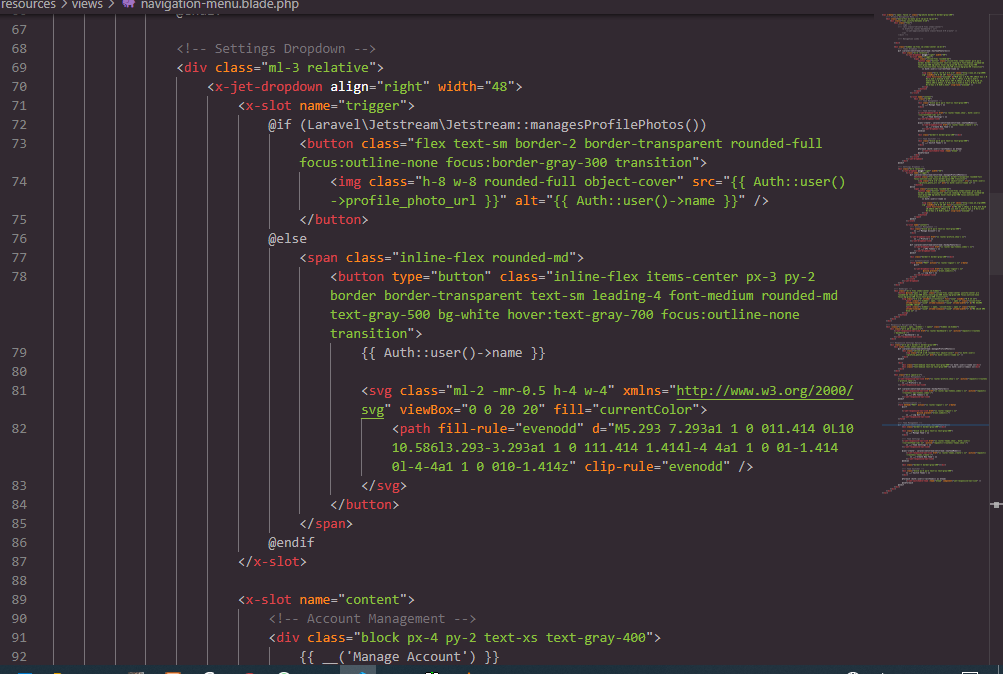 resources > views > navigation-menu.blade.php
67
68 <!-- Settings Dropdown -->
69 <div class="ml-3 relative">
70 <x-jet-dropdown align="right" width="48">
71 <x-slot name="trigger">
72 @if (Laravel\Jetstream\Jetstream::managesProfilePhotos())
73 <button class="flex text-sm border-2 border-transparent rounded-full
focus:outline-none focus:border-gray-300 transition">
74 <img class="h-8 w-8 rounded-full object-cover" src="{{ Auth::user()
->profile_photo_url }}" alt="{{ Auth::user()->name }}" />
75 </button>
76 @else
77 <span class="inline-flex rounded-md">
78 <button type="button" class="inline-flex items-center px-3 py-2
border border-transparent text-sm leading-4 font-medium rounded-md
text-gray-500 bg-white hover:text-gray-700 focus:outline-none
transition">
79 {{ Auth::user()->name }}
80
81 <svg class="ml-2 -mr-0.5 h-4 w-4" xmlns="http://www.w3.org/2000/
svg" viewBox="0 0 20 20" fill="currentColor">
82 <path fill-rule="evenodd" d="M5.293 7.293a1 1 0 011.414 0L10
10.586l3.293-3.293a1 1 0 111.414 1.414l-4 4a1 1 0 01-1.414
0l-4-4a1 1 0 010-1.414z" clip-rule="evenodd" />
83 </svg>
84 </button>
85 </span>
86 @endif
87 </x-slot>
88
89 <x-slot name="content">
90 <!-- Account Management -->
91 <div class="block px-4 py-2 text-xs text-gray-400">
92 {{ __('Manage Account') }}